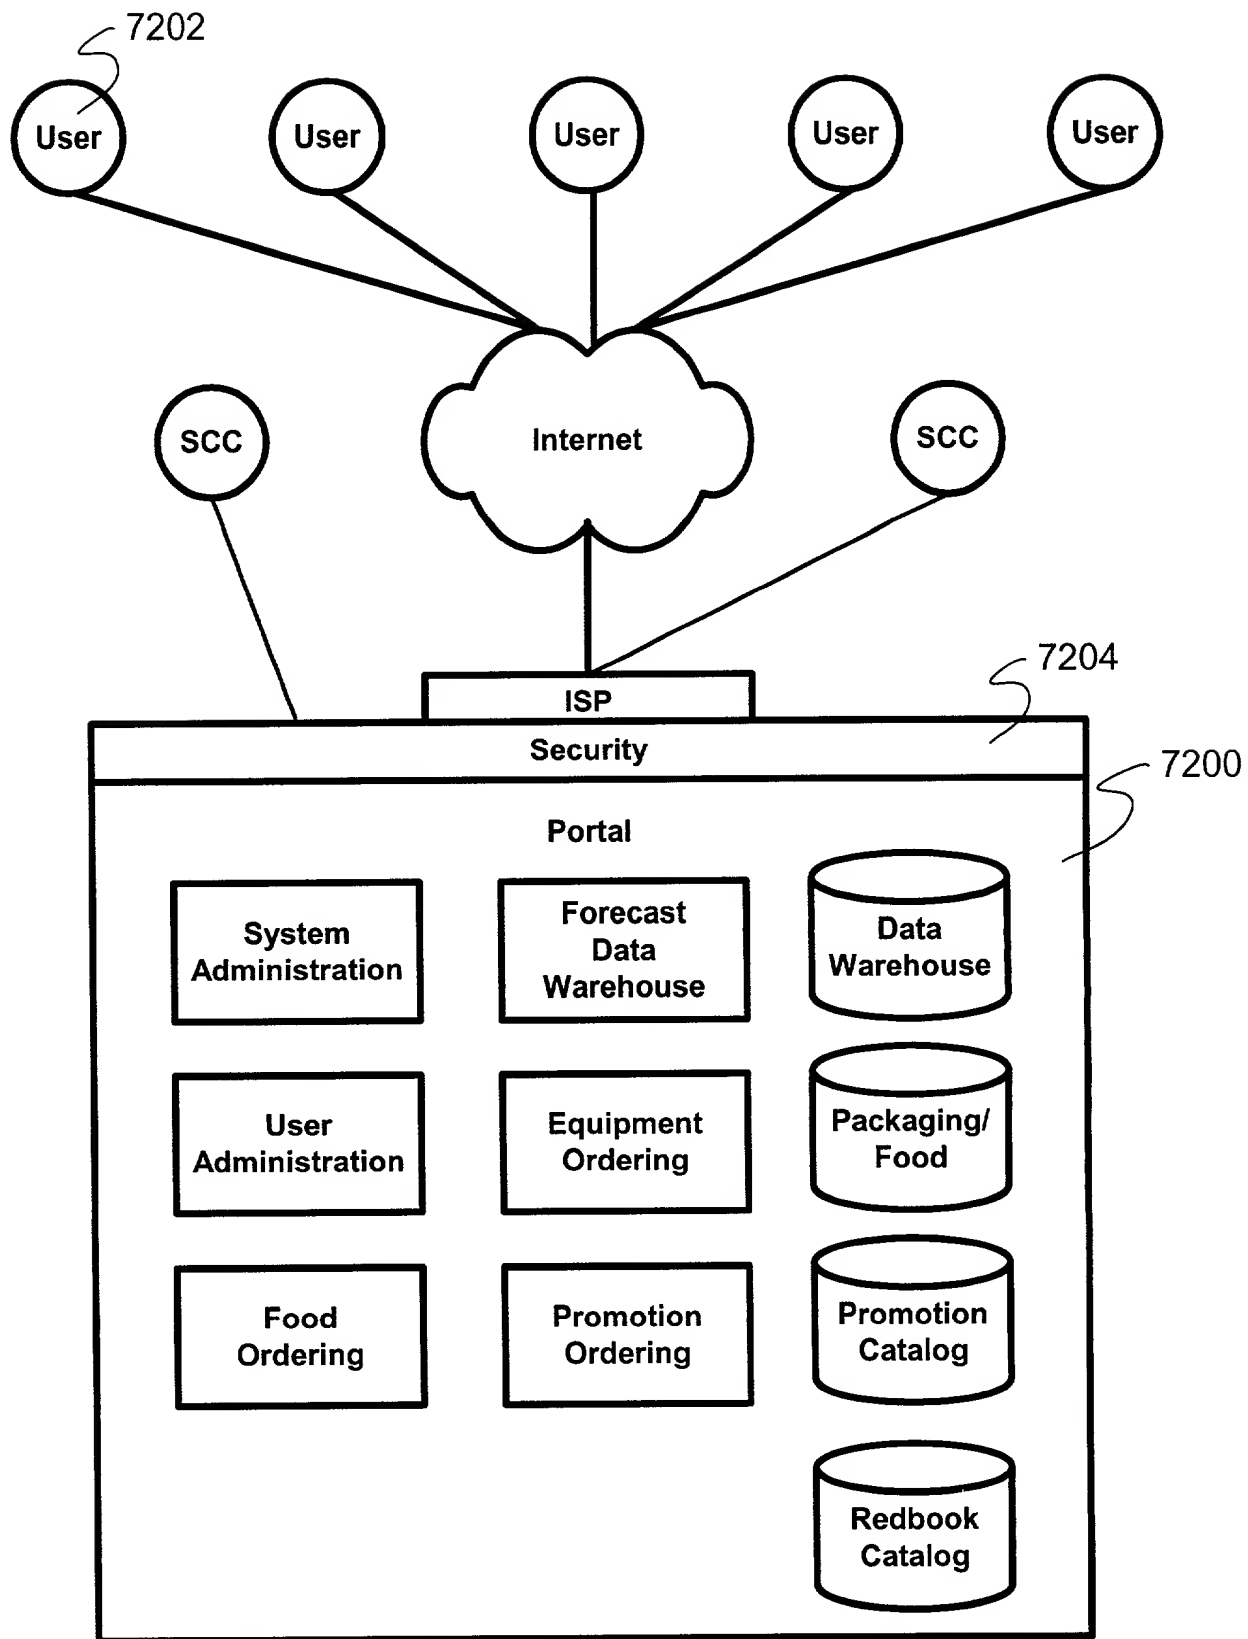 7202
User
User
User
User
User
SCC
Internet
SCC
7204
ISP
Security
7200
Portal
System
Administration
Forecast
Data
Warehouse
Data
Warehouse
User
Administration
Equipment
Ordering
Packaging/
Food
Food
Ordering
Promotion
Ordering
Promotion
Catalog
Redbook
Catalog